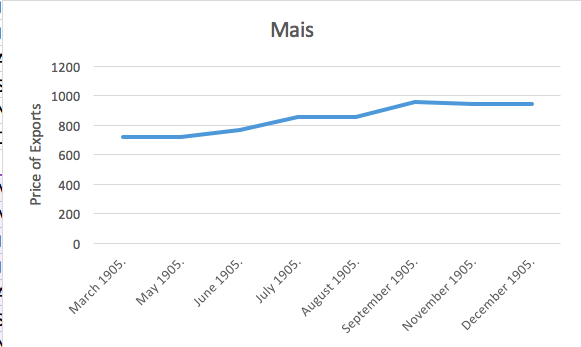 Mais
Price of Exports
1200
1000
800
600
400
200
0
March 1905.
May 1905.
June 1905.
July 1905.
August 1905.
September 1905.
November 1905.
December 1905.